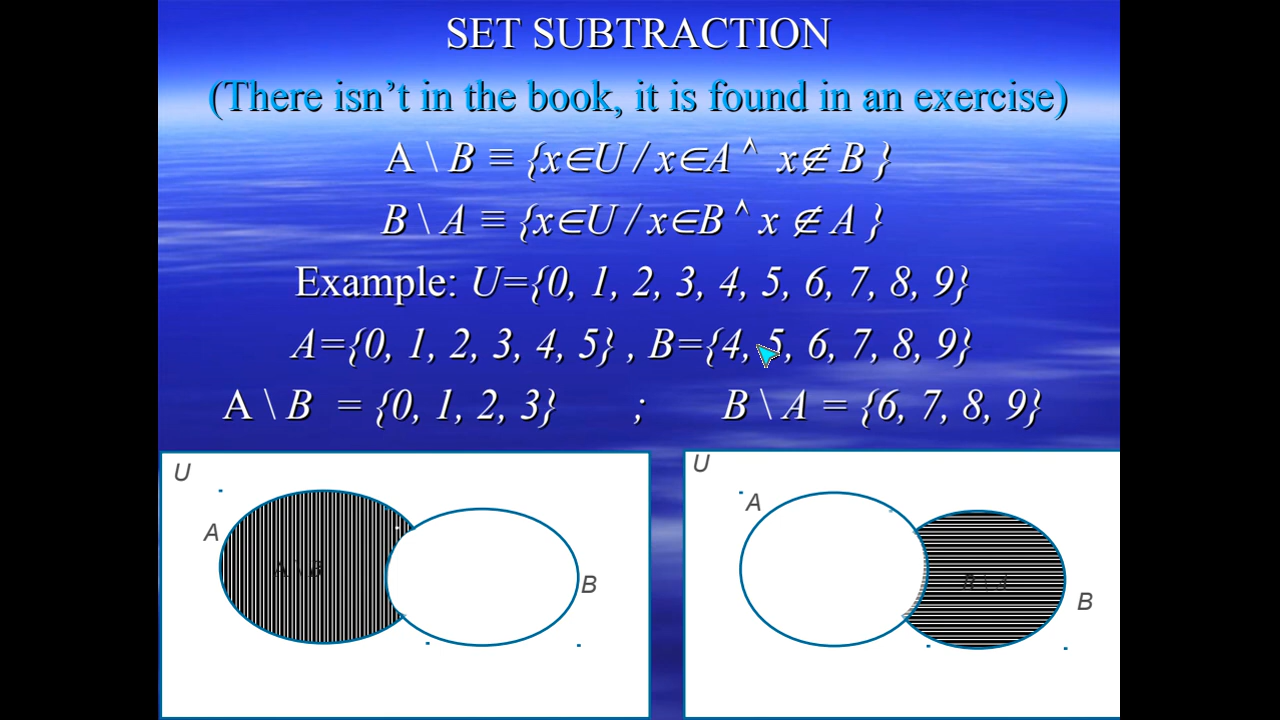 SET SUBTRACTION
(There isn’t in the book, it is found in an exercise)
A \ B ≡ {x∈U / x∈A ^ x∉ B }
B \ A ≡ {x∈U / x∈B ^ x ∉ A }
Example: U={0, 1, 2, 3, 4, 5, 6, 7, 8, 9}
A={0, 1, 2, 3, 4, 5} , B={4, 5, 6, 7, 8, 9}
A \ B = {0, 1, 2, 3} ; B \ A = {6, 7, 8, 9}
U
A
A \ B
B
U
A
B \ A
B